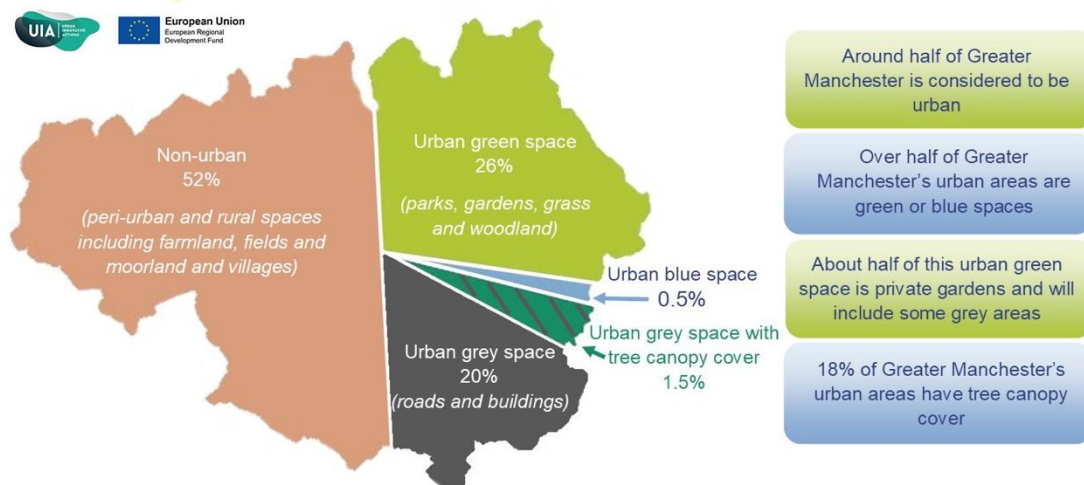 UIA
URBAN
INNOVATIVE
ACTIONS
European Union
European Regional
Development Fund
Non-urban
52%
(peri-urban and rural spaces
including farmland, fields and
moorland and villages)
Urban green space
26%
(parks, gardens, grass
and woodland)
Urban blue space
0.5%
Urban grey space with
tree canopy cover
1.5%
Urban grey space
20%
(roads and buildings)
Around half of Greater
Manchester is considered to be
urban
Over half of Greater
Manchester's urban areas are
green or blue spaces
About half of this urban green
space is private gardens and will
include some grey areas
18% of Greater Manchester's
urban areas have tree canopy
cover